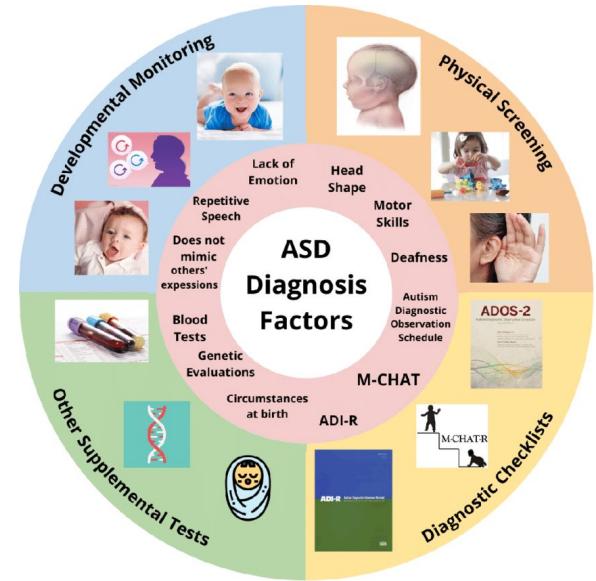 Developmental Monitoring
Physical Screening
Lack of
Emotion
Head
Shape
Repetitive
Speech
Motor
Skills
Does not
mimic
others'
expessions
Deafness
ASD
Diagnosis
Factors
Autism
Diagnostic
Observation
Schedule
ADOS-2
Blood
Tests
Genetic
Evaluations
M-CHAT
Circumstances
at birth
ADI-R
M-CHAT-R
ADI-R
Other Supplemental Tests
Diagnostic Checklists